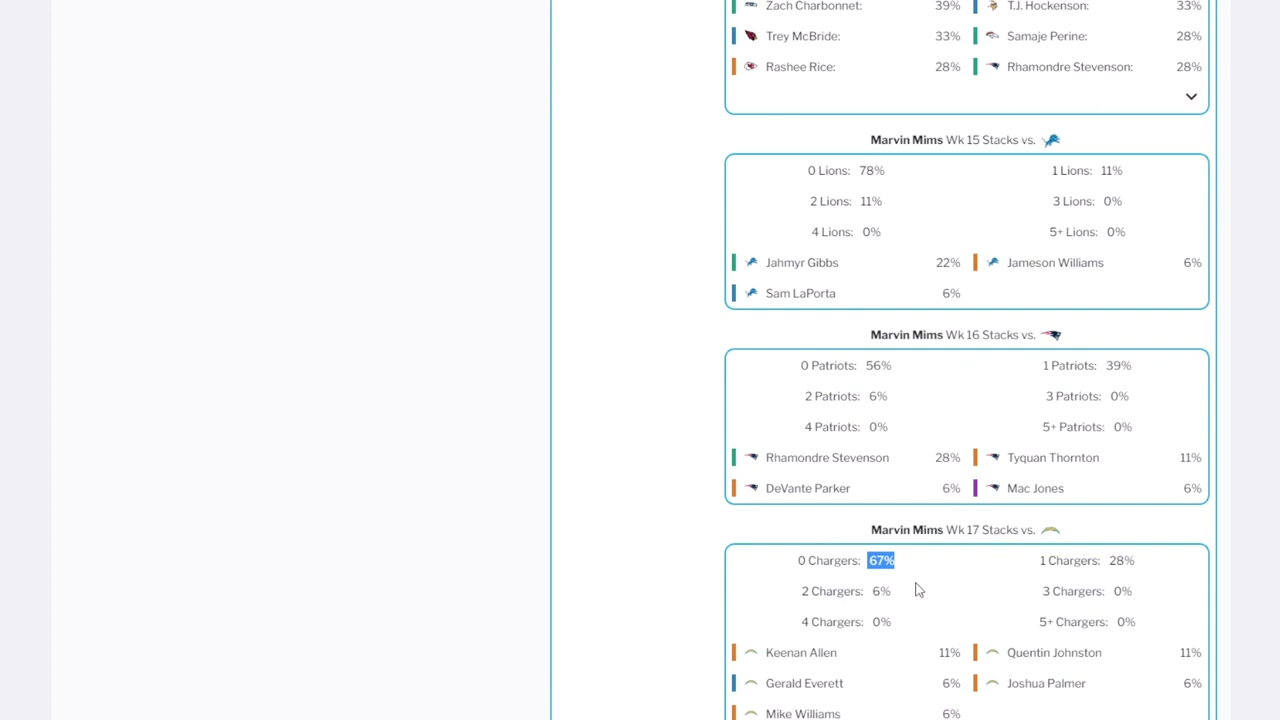 Zach Charbonnet: 39% T.J. Hockenson: 33%
Trey McBride: 33% Samaje Perine: 28%
Rashee Rice: 28% Rhamondre Stevenson: 28%
Marvin Mims Wk 15 Stacks vs.
0 Lions: 78% 1 Lions: 11%
2 Lions: 11% 3 Lions: 0%
4 Lions: 0% 5+ Lions: 0%
Jahmyr Gibbs 22% Jameson Williams 6%
Sam LaPorta 6%
Marvin Mims Wk 16 Stacks vs.
0 Patriots: 56% 1 Patriots: 39%
2 Patriots: 6% 3 Patriots: 0%
4 Patriots: 0% 5+ Patriots: 0%
Rhamondre Stevenson 28% Tyquan Thornton 11%
DeVante Parker 6% Mac Jones 6%
Marvin Mims Wk 17 Stacks vs.
0 Chargers: 67% 1 Chargers: 28%
2 Chargers: 6% 3 Chargers: 0%
4 Chargers: 0% 5+ Chargers: 0%
Keenan Allen 11% Quentin Johnston 11%
Gerald Everett 6% Joshua Palmer 6%
Mike Williams 6%